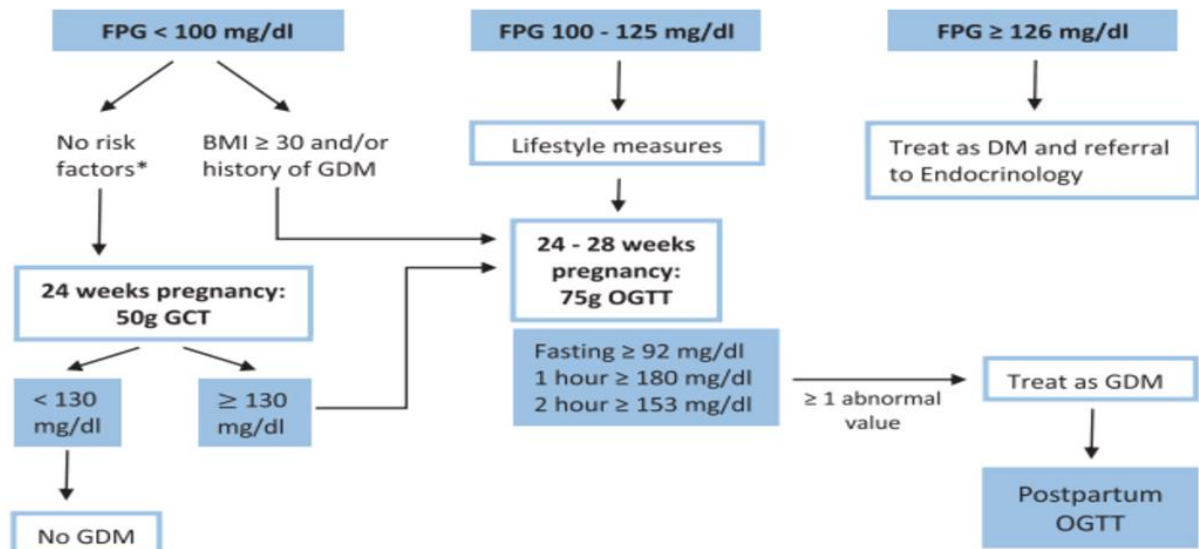 FPG < 100 mg/dl
FPG 100 - 125 mg/dl
FPG ≥ 126 mg/dl
No risk
factors*
BMI ≥ 30 and/or
history of GDM
Lifestyle measures
Treat as DM and referral
to Endocrinology
24 weeks pregnancy:
50g GCT
24 - 28 weeks
pregnancy:
75g OGTT
< 130
mg/dl
≥ 130
mg/dl
Fasting ≥ 92 mg/dl
1 hour ≥ 180 mg/dl
2 hour ≥ 153 mg/dl
≥ 1 abnormal
value
Treat as GDM
No GDM
Postpartum
OGTT